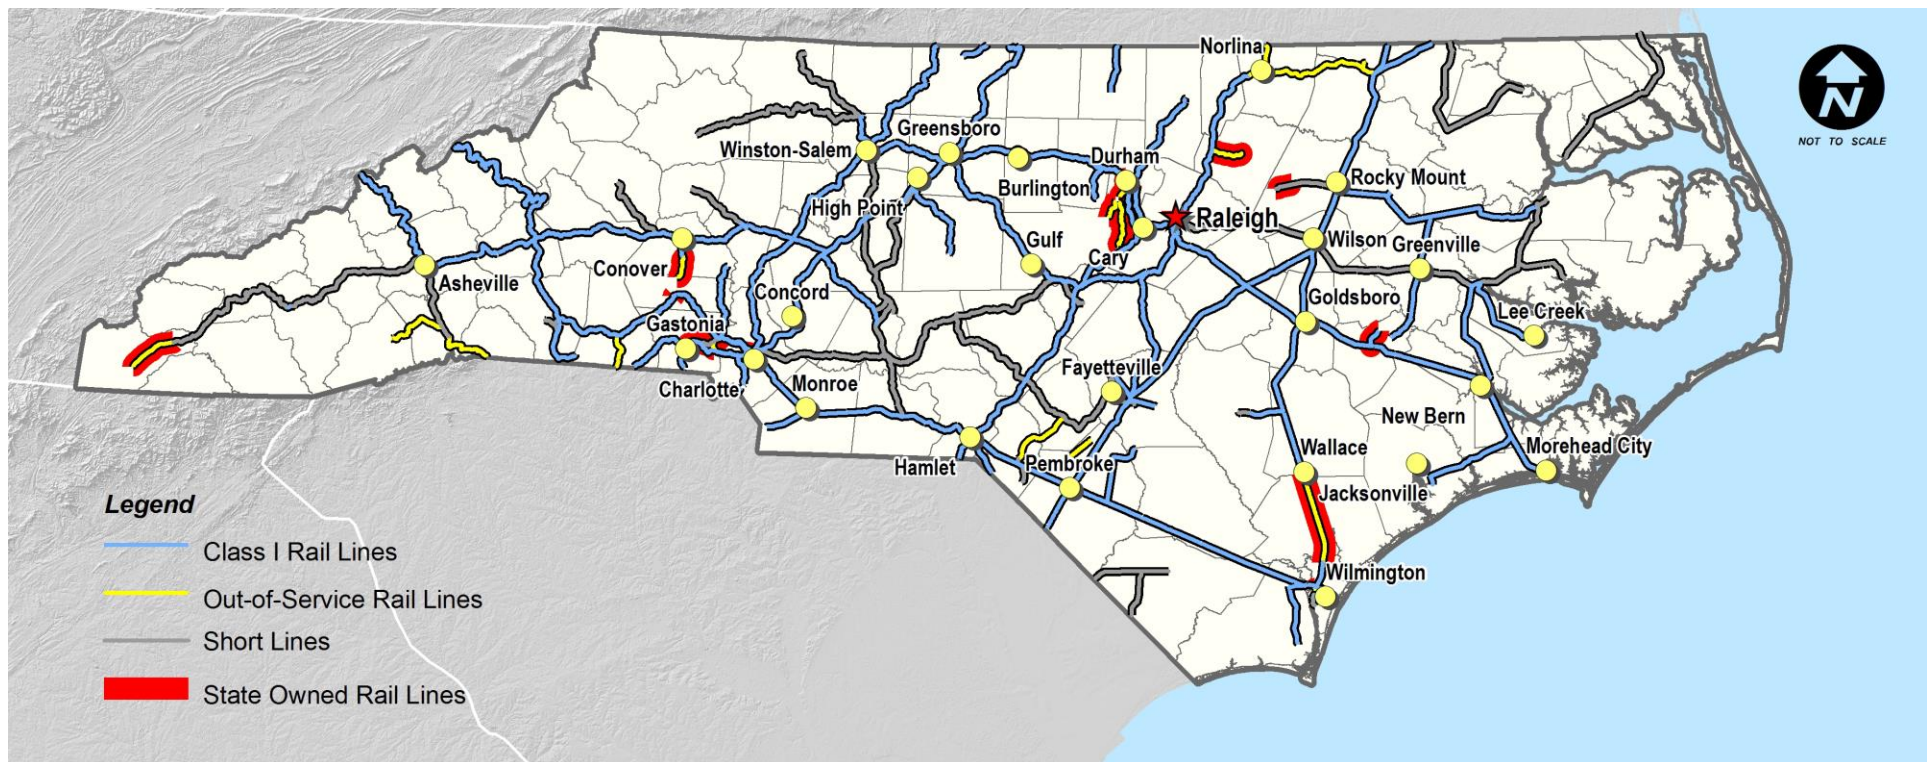 Norlina
N
NOT TO SCALE
Greensboro
Winston-Salem
Durham
Burlington
Rocky Mount
High Point
Raleigh
Gulf
Wilson
Greenville
Cary
Conover
Asheville
Concord
Goldsboro
Lee Creek
Gastonia
Fayetteville
Charlotte
Monroe
New Bern
Morehead City
Wallace
Hamlet
Pembroke
Jacksonville
Wilmington
Legend
Class I Rail Lines
Out-of-Service Rail Lines
Short Lines
State Owned Rail Lines